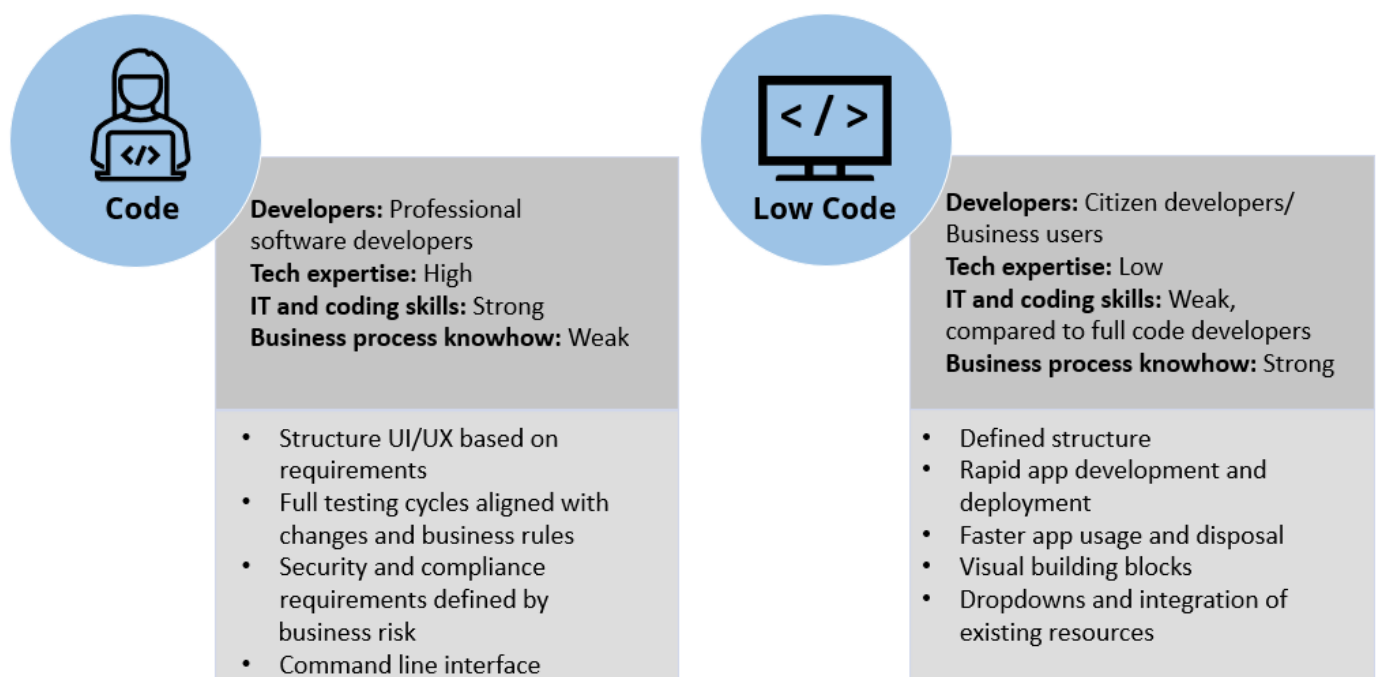 </>
Code
Developers: Professional
software developers
Tech expertise: High
IT and coding skills: Strong
Business process knowhow: Weak
• Structure UI/UX based on
requirements
• Full testing cycles aligned with
changes and business rules
• Security and compliance
requirements defined by
business risk
• Command line interface
</>
Low Code
Developers: Citizen developers/
Business users
Tech expertise: Low
IT and coding skills: Weak,
compared to full code developers
Business process knowhow: Strong
• Defined structure
• Rapid app development and
deployment
• Faster app usage and disposal
• Visual building blocks
• Dropdowns and integration of
existing resources